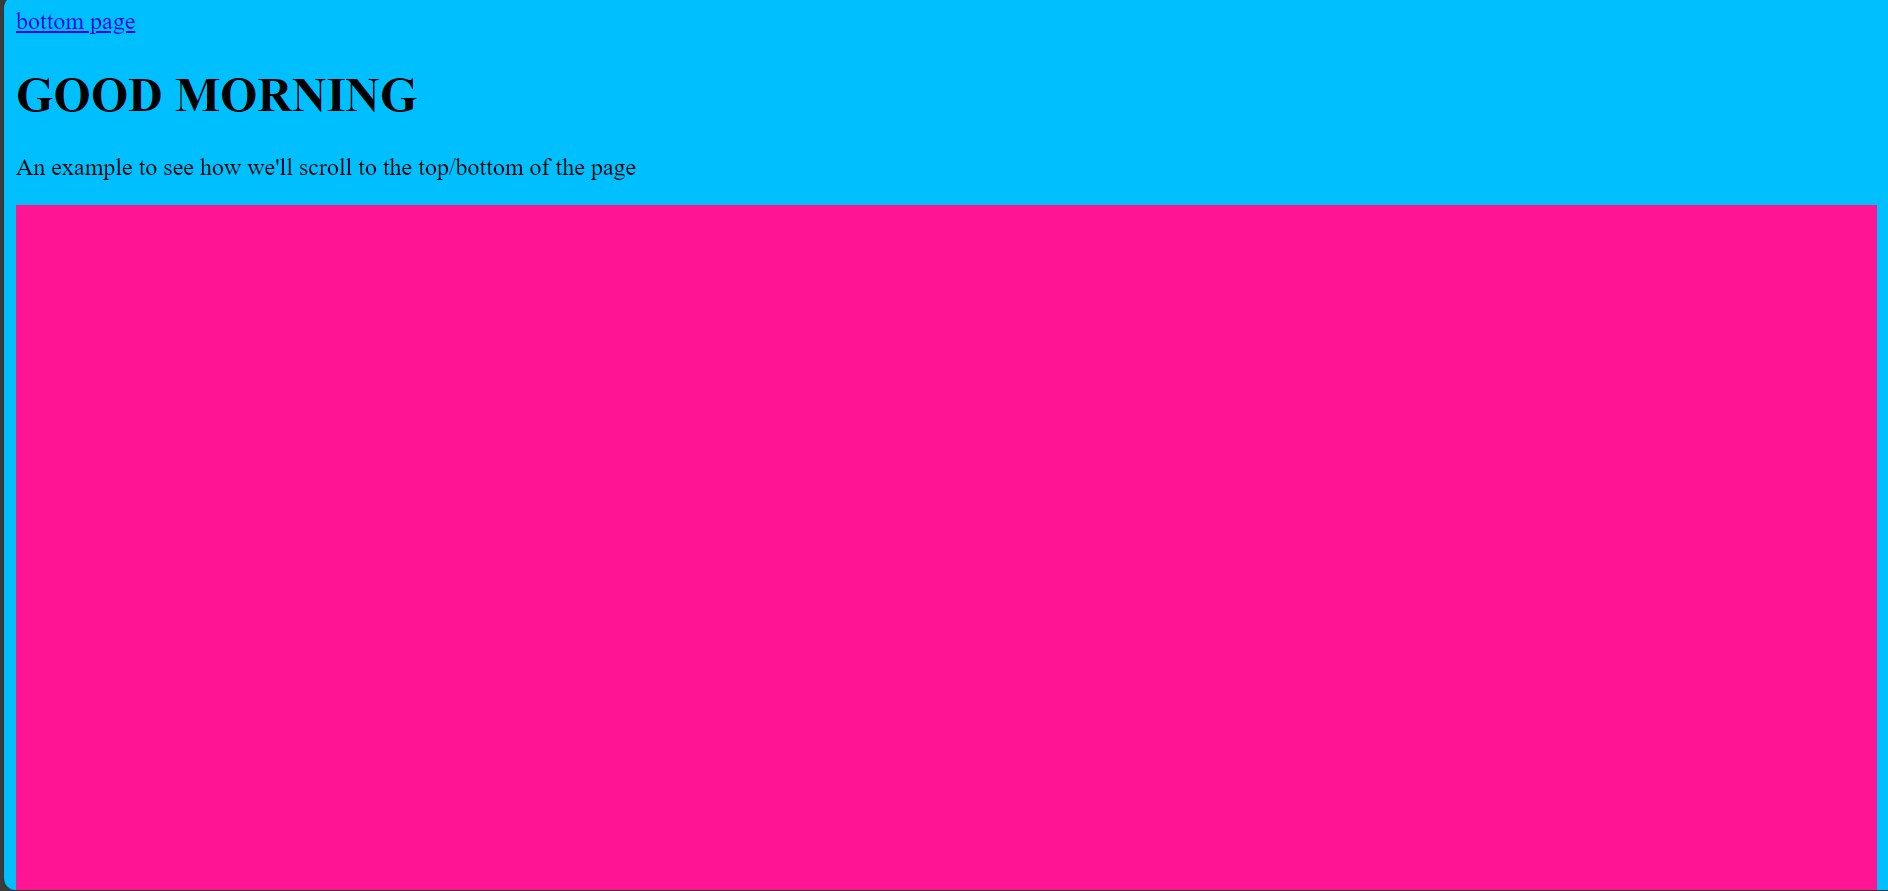 bottom page
GOOD MORNING
An example to see how we'll scroll to the top/bottom of the page